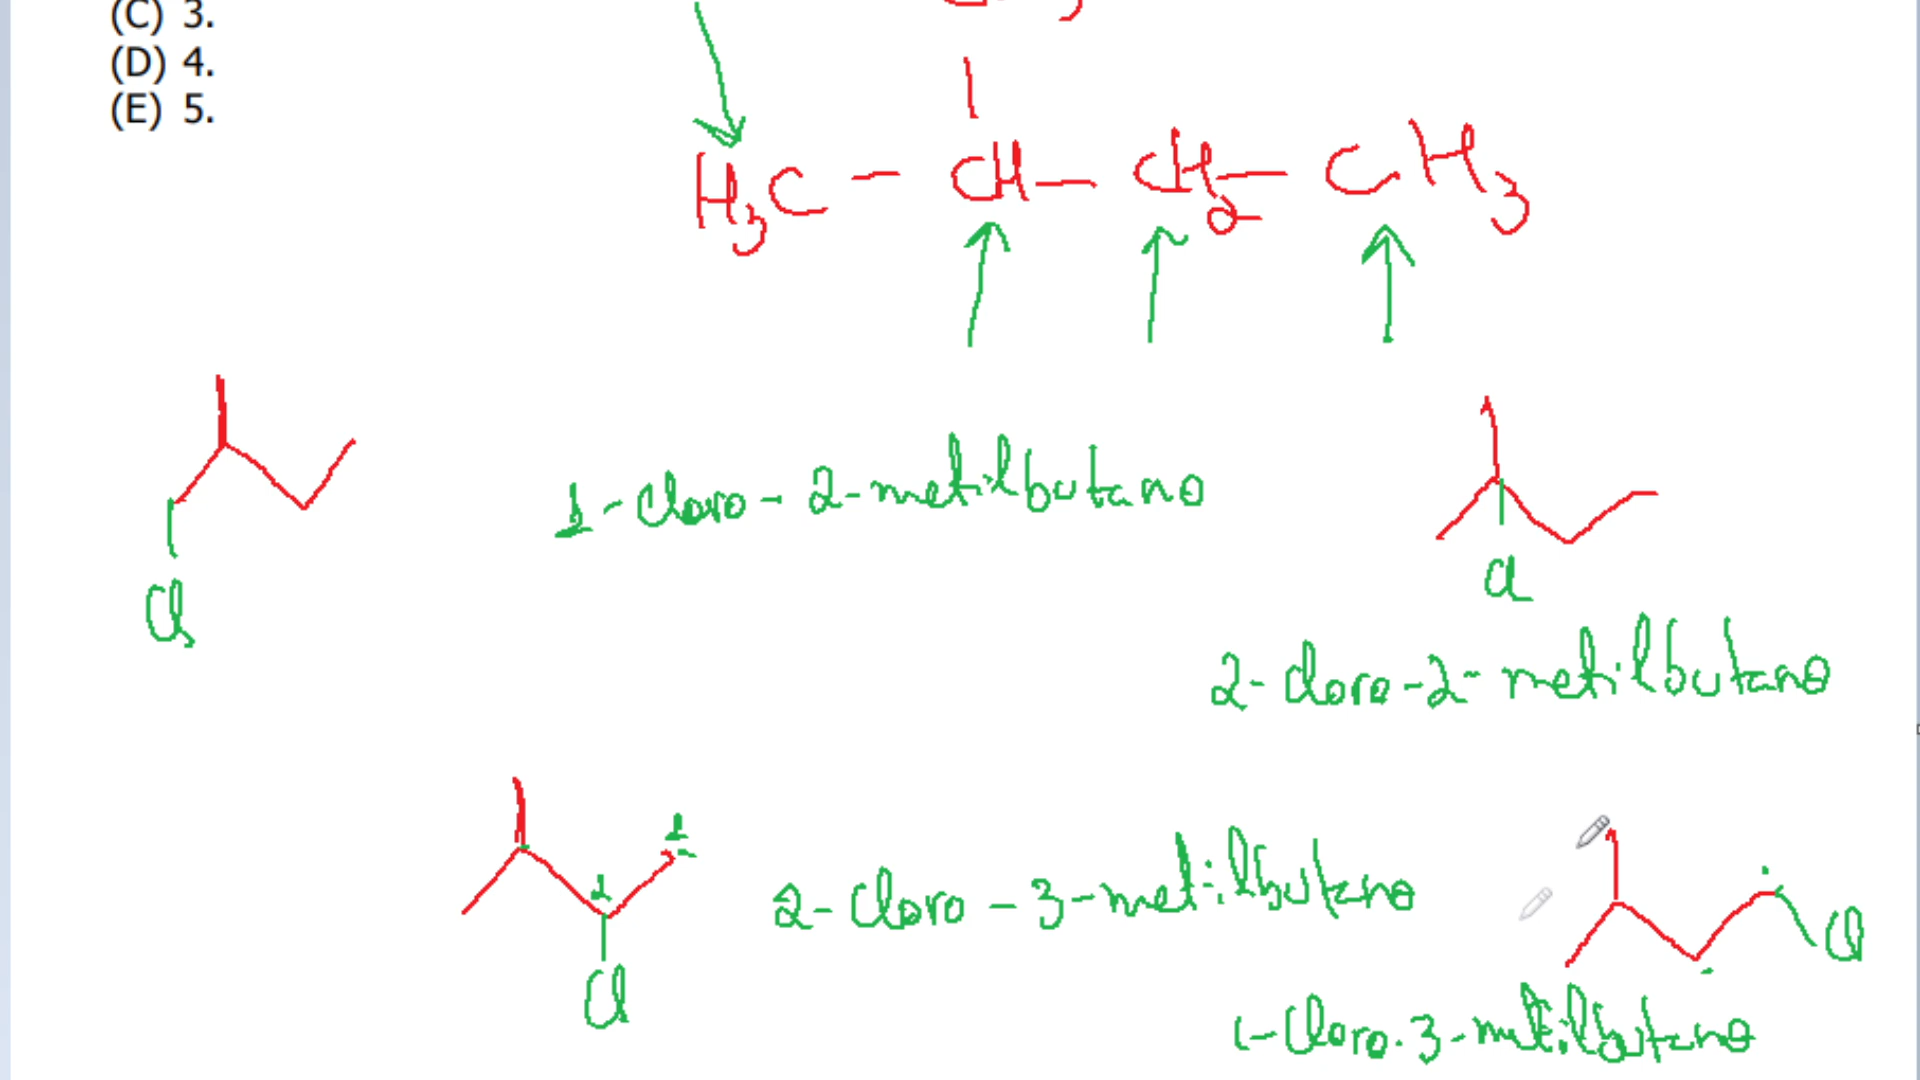 (C) 3.
(D) 4.
(E) 5.
H3C - CH - CH2 - CH3
1-cloro-2-metilbutano
Cl
Cl
2-cloro-2-metilbutano
1
2-cloro-3-metilbutano
Cl
Cl
1-cloro-3-metilbutano